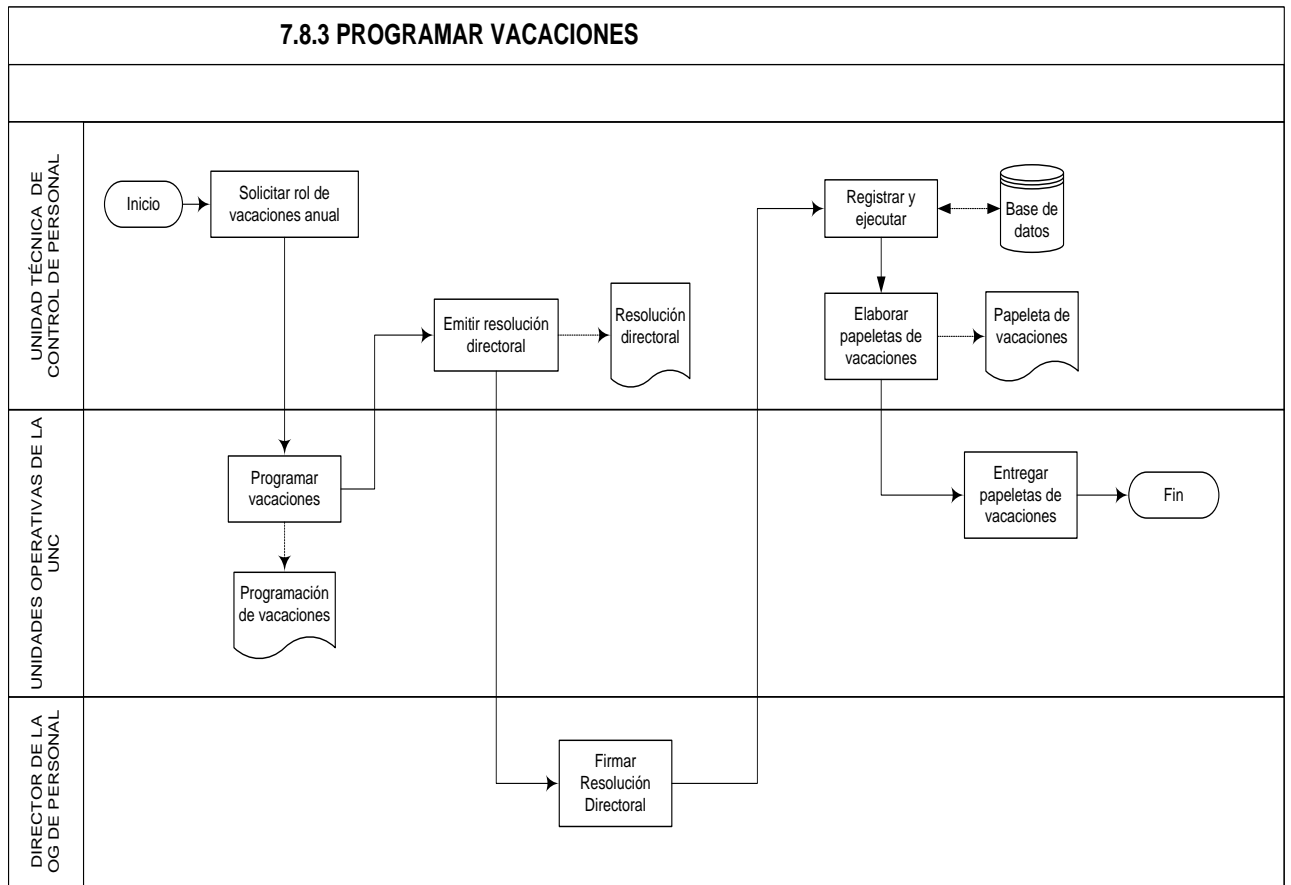 7.8.3 PROGRAMAR VACACIONES
UNIDAD TÉCNICA DE
CONTROL DE PERSONAL
Inicio
Solicitar rol de
vacaciones anual
Emitir resolución
directoral
Resolución
directoral
Registrar y
ejecutar
Base de
datos
Elaborar
papeletas de
vacaciones
Papeleta de
vacaciones
UNIDADES OPERATIVAS DE LA
UNC
Programar
vacaciones
Programación
de vacaciones
Entregar
papeletas de
vacaciones
Fin
DIRECTOR DE LA
OG DE PERSONAL
Firmar
Resolución
Directoral